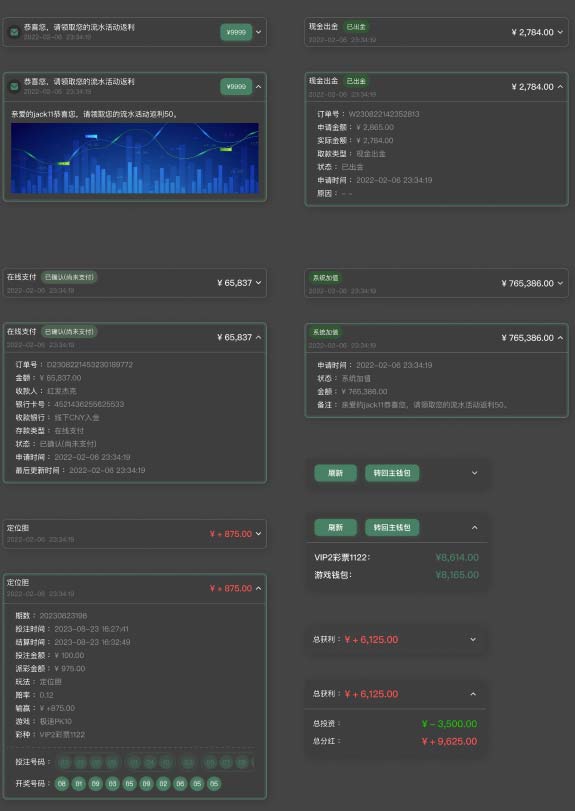 恭喜您，请领取您的流水活动返利
¥9999
2022-02-06 23:34:19
恭喜您，请领取您的流水活动返利
¥9999
2022-02-06 23:34:19
亲爱的jack11恭喜您，请领取您的流水活动返利50。
现金出金 已出金
¥ 2,784.00
2022-02-06 23:34:19
现金出金 已出金
¥ 2,784.00
2022-02-06 23:34:19
订单号： W230822142352813
申请金额： ¥ 2,865.00
实际金额： ¥ 2,784.00
取款类型： 现金出金
状态： 已出金
申请时间： 2022-02-06 23:34:19
原因： - -
在线支付 已确认(尚未支付)
¥ 65,837
2022-02-06 23:34:19
在线支付 已确认(尚未支付)
¥ 65,837
2022-02-06 23:34:19
订单号： D2308221453230189772
金额： ¥ 65,837.00
收款人： 红发杰克
银行卡号： 4521436255625533
收款银行： 线下CNY入金
存款类型： 在线支付
状态： 已确认(尚未支付)
申请时间： 2022-02-06 23:34:19
最后更新时间： 2022-02-06 23:34:19
系统加值
¥ 765,386.00
2022-02-06 23:34:19
系统加值
¥ 765,386.00
2022-02-06 23:34:19
申请时间： 2022-02-06 23:34:19
状态： 系统加值
金额： ¥ 765,386.00
备注： 亲爱的jack11恭喜您，请领取您的流水活动返利50。
刷新 转回主钱包
刷新 转回主钱包
VIP2彩票1122： ¥8,614.00
游戏钱包： ¥8,165.00
定位胆
¥ + 875.00
2022-02-06 23:34:19
定位胆
¥ + 875.00
2022-02-06 23:34:19
期数： 20230823196
投注时间： 2023-08-23 16:27:41
结算时间： 2023-08-23 16:32:49
投注金额： ¥ 100.00
派彩金额： ¥ 975.00
玩法： 定位胆
赔率： 0.12
输赢： ¥ +875.00
游戏： 极速PK10
彩种： VIP2彩票1122
投注号码：
开奖号码： 08 01 09 03 05 09 02 06 05 05
总获利： ¥ + 6,125.00
总获利： ¥ + 6,125.00
总投资： ¥ - 3,500.00
总分红： ¥ + 9,625.00